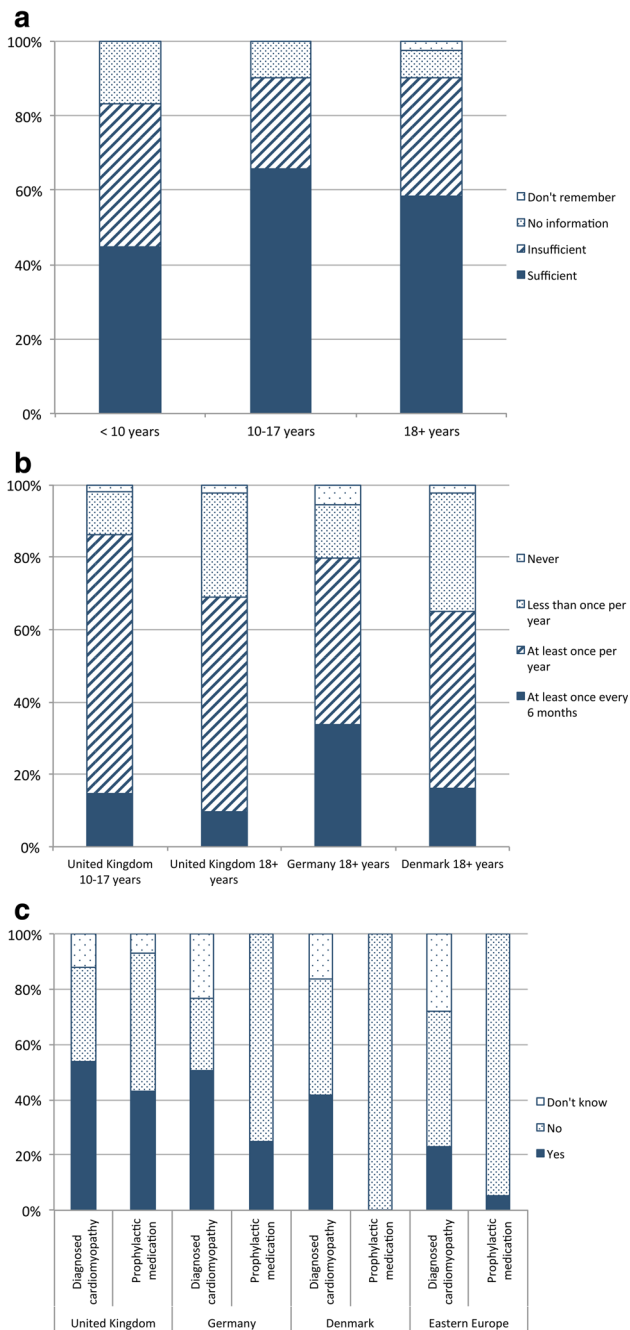 a
100%
80%
60%
40%
20%
0%
< 10 years
10-17 years
18+ years
Don't remember
No information
Insufficient
Sufficient
b
100%
80%
60%
40%
20%
0%
United Kingdom
10-17 years
United Kingdom 18+
years
Germany 18+ years
Denmark 18+ years
Never
Less than once per
year
At least once per
year
At least once every
6 months
c
100%
80%
60%
40%
20%
0%
Diagnosed
cardiomyopathy
Prophylactic
medication
Diagnosed
cardiomyopathy
Prophylactic
medication
Diagnosed
cardiomyopathy
Prophylactic
medication
Diagnosed
cardiomyopathy
Prophylactic
medication
United Kingdom
Germany
Denmark
Eastern Europe
Don't know
No
Yes